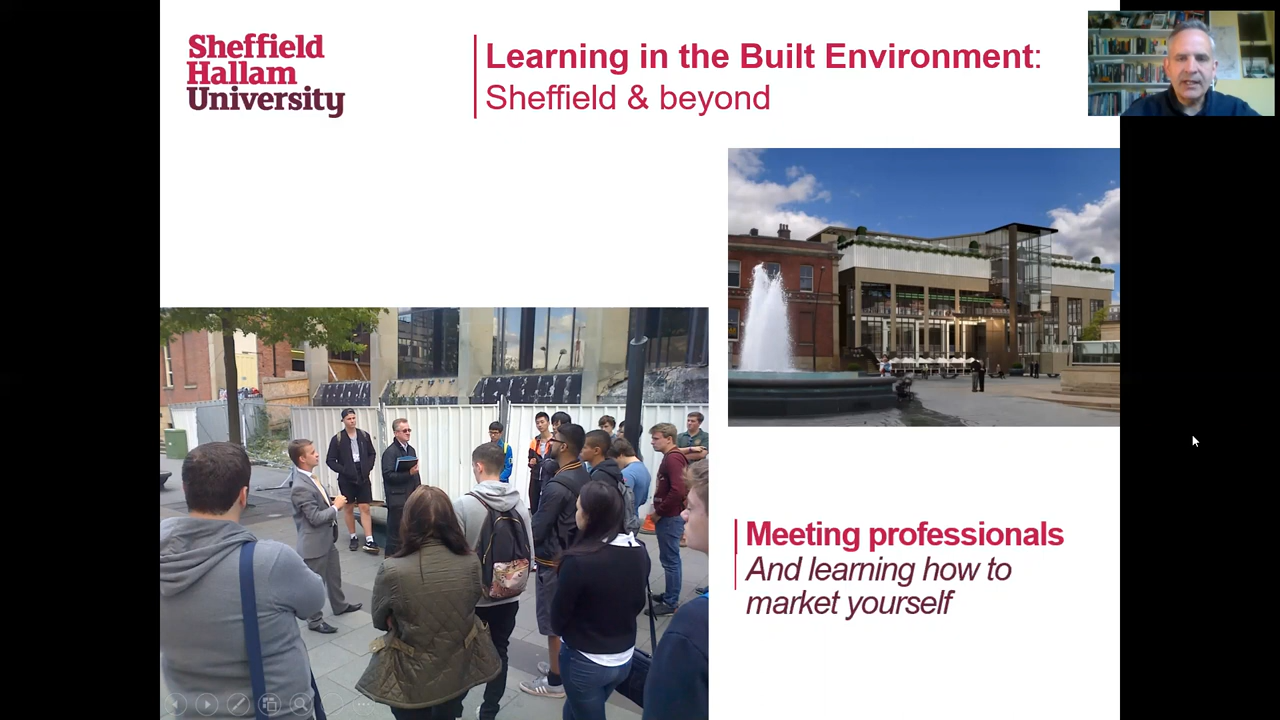 Sheffield
Hallam
University
Learning in the Built Environment:
Sheffield & beyond
Meeting professionals
And learning how to
market yourself